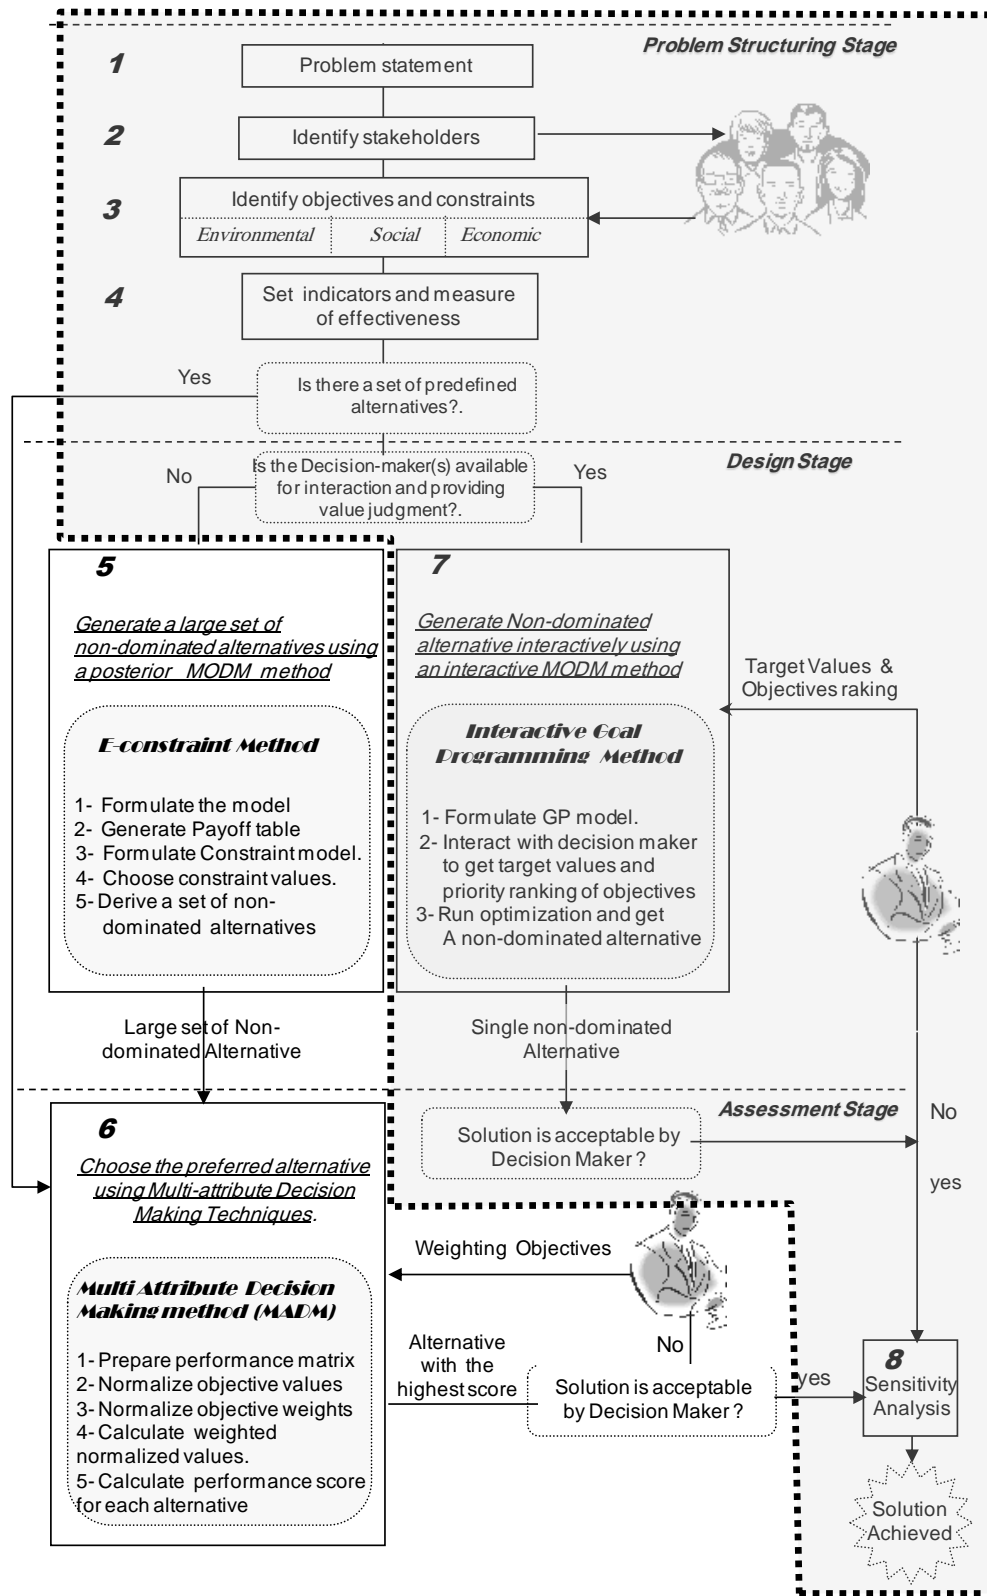 Problem Structuring Stage
1
Problem statement
2
Identify stakeholders
3
Identify objectives and constraints
Environmental
Social
Economic
4
Set indicators and measure
of effectiveness
Yes
Is there a set of predefined
alternatives?.
Design Stage
No
Is the Decision-maker(s) available
for interaction and providing
value judgment?.
Yes
5
Generate a large set of
non-dominated alternatives using
a posterior MODM method
E-constraint Method
1- Formulate the model
2- Generate Payoff table
3- Formulate Constraint model.
4- Choose constraint values.
5- Derive a set of non-
dominated alternatives
7
Generate Non-dominated
alternative interactively using
an interactive MODM method
Interactive Goal
Programming Method
1- Formulate GP model.
2- Interact with decision maker
to get target values and
priority ranking of objectives
3- Run optimization and get
A non-dominated alternative
Target Values &
Objectives raking
Large set of Non-
dominated Alternative
Single non-dominated
Alternative
Assessment Stage
6
Choose the preferred alternative
using Multi-attribute Decision
Making Techniques.
Multi Attribute Decision
Making method (MADM)
1- Prepare performance matrix
2- Normalize objective values
3- Normalize objective weights
4- Calculate weighted
normalized values.
5- Calculate performance score
for each alternative
Solution is acceptable by
Decision Maker ?
No
yes
Weighting Objectives
Alternative
with the
highest score
No
Solution is acceptable
by Decision Maker ?
yes
8
Sensitivity
Analysis
Solution
Achieved